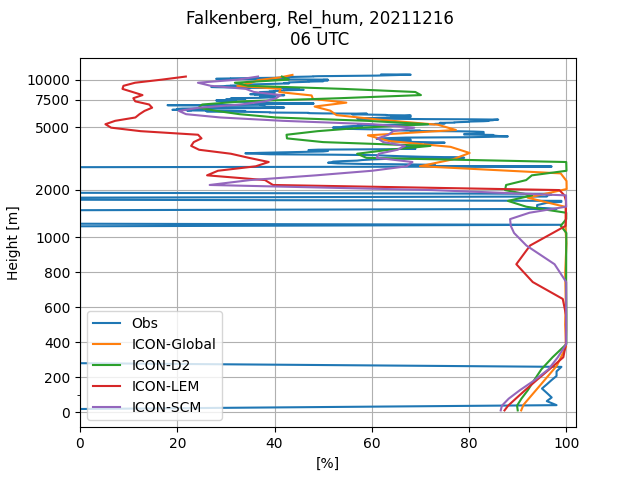 Falkenberg, Rel_hum, 20211216
06 UTC
Height [m]
10000
7500
5000
2000
1000
800
600
400
200
0
Obs
ICON-Global
ICON-D2
ICON-LEM
ICON-SCM
0 20 40 60 80 100
[%]